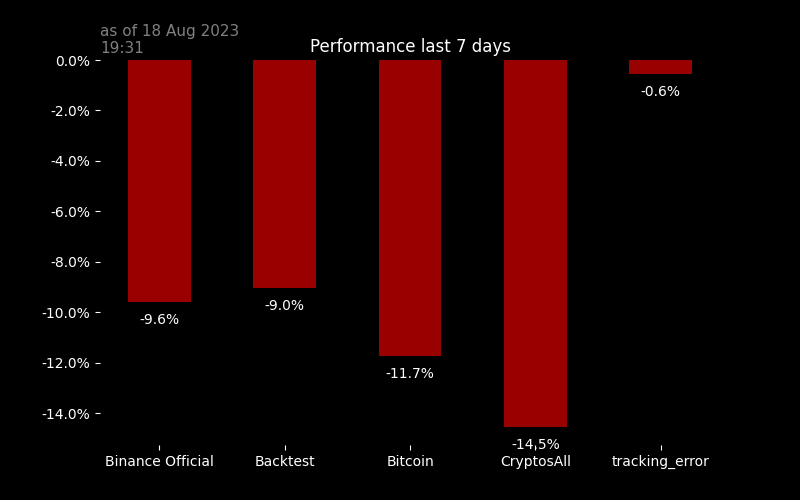 as of 18 Aug 2023
19:31
Performance last 7 days
0.0%
-2.0%
-4.0%
-6.0%
-8.0%
-10.0%
-12.0%
-14.0%
-9.6%
-9.0%
-11.7%
-14.5%
-0.6%
Binance Official
Backtest
Bitcoin
CryptosAll
tracking_error